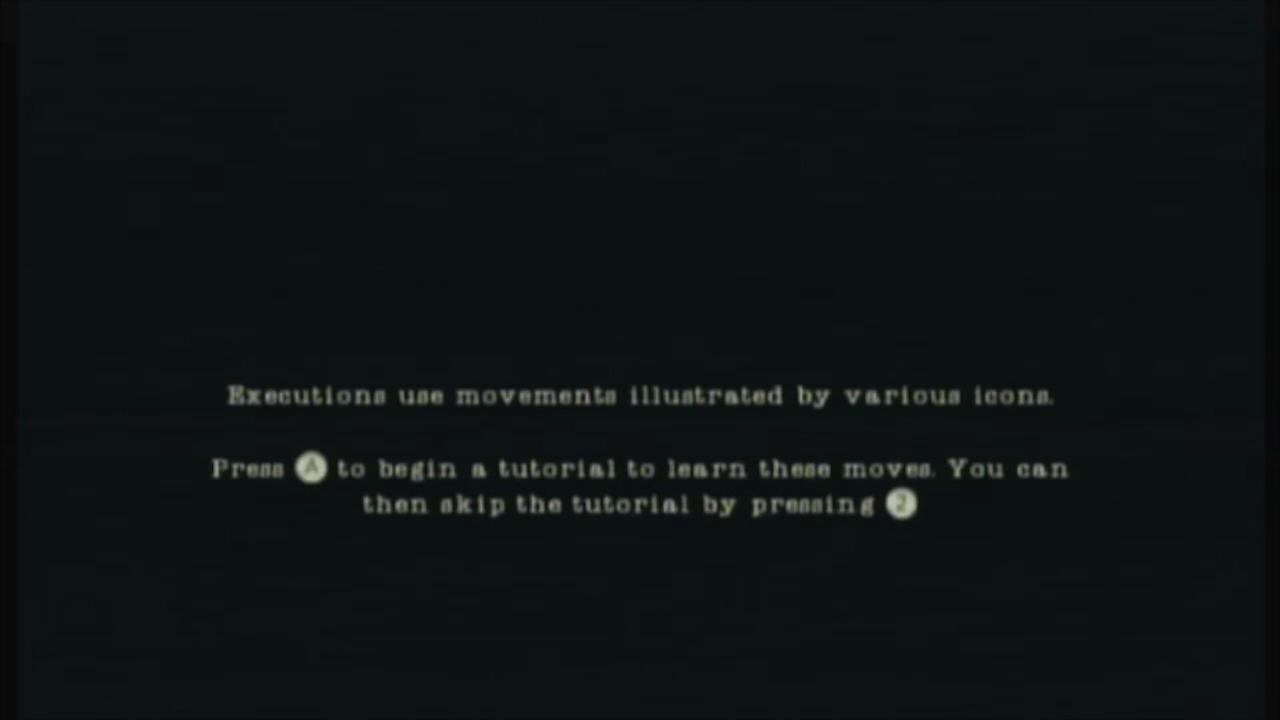 Executions use movements illustrated by various icons.
Press A to begin a tutorial to learn these moves. You can
then skip the tutorial by pressing 2